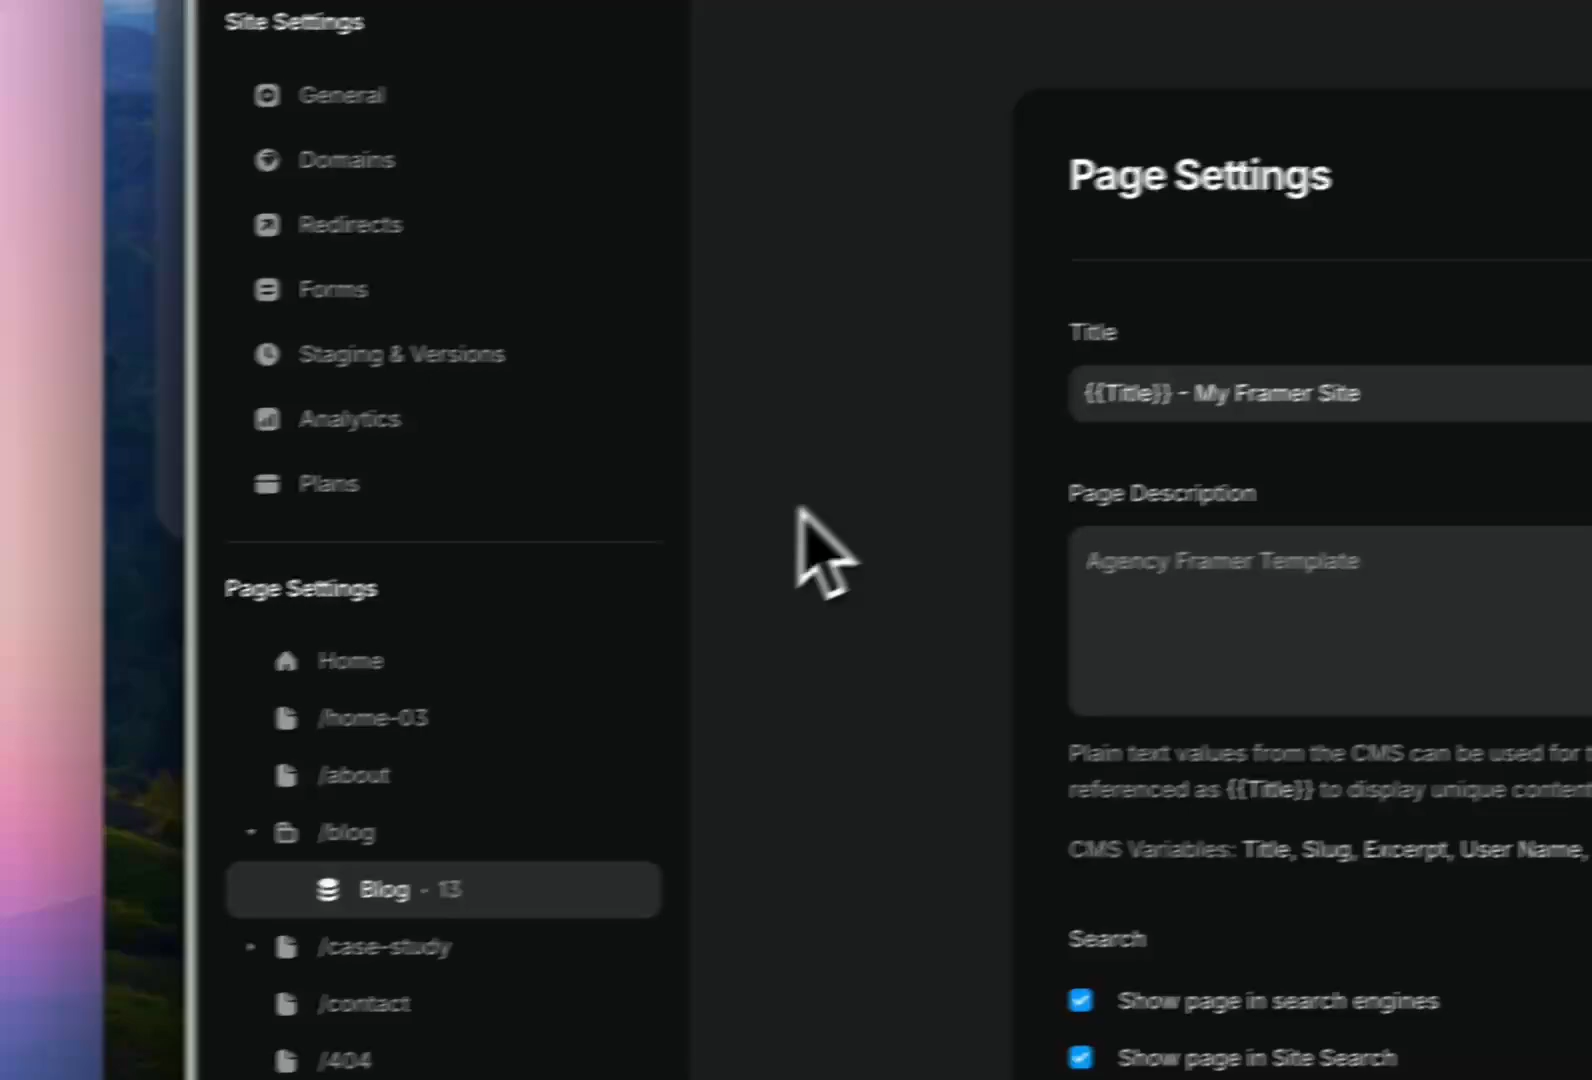 Site Settings
General
Domains
Redirects
Forms
Staging & Versions
Analytics
Plans
Page Settings
Home
/home-03
/about
/blog
Blog - 13
/case-study
/contact
/404
Page Settings
Title
{{Title}} - My Framer Site
Page Description
Agency Framer Template
Plain text values from the CMS can be used for
referenced as {{Title}} to display unique content
CMS Variables: Title, Slug, Excerpt, User Name,
Search
Show page in search engines
Show page in Site Search